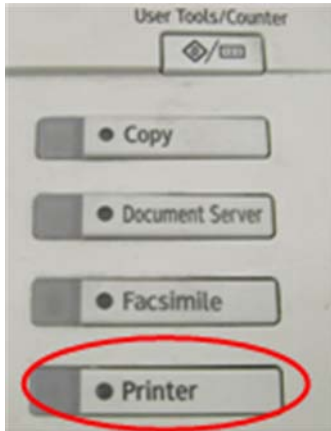 User Tools/Counter
Copy
Document Server
Facsimile
Printer